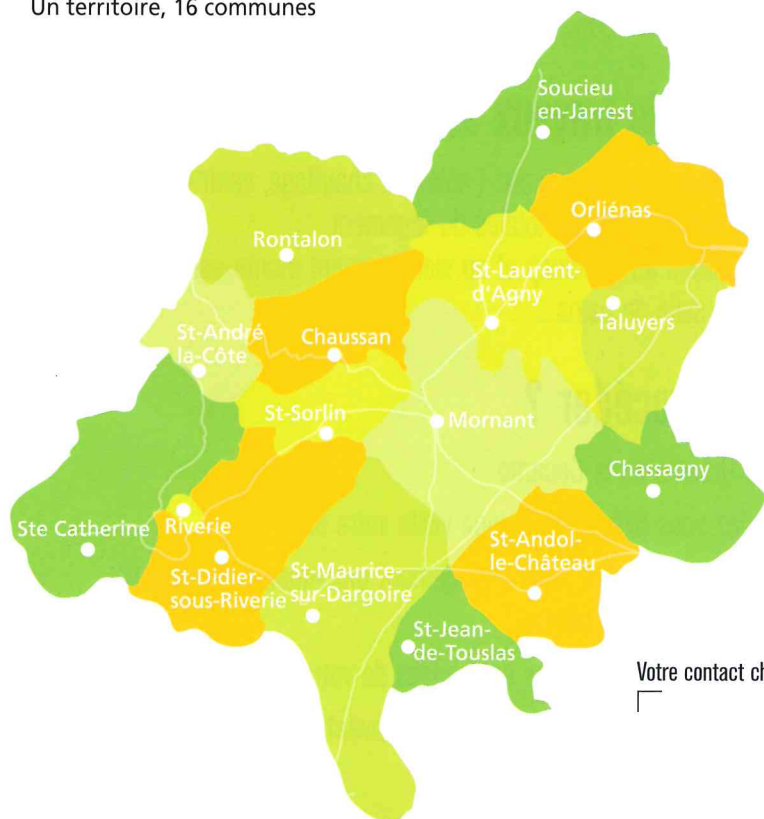 Un territoire, 16 communes
Soucieu
en-Jarrest
Orliénas
Rontalon
St-Laurent-
d'Agny
Taluyers
St-André
la-Côte
Chaussan
St-Sorlin
Mornant
Chassagny
Ste Catherine
Riverie
St-Didier-
sous-Riverie
St-Maurice-
sur-Dargoire
St-Andol-
le-Château
St-Jean-
de-Touslas
Votre contact ch